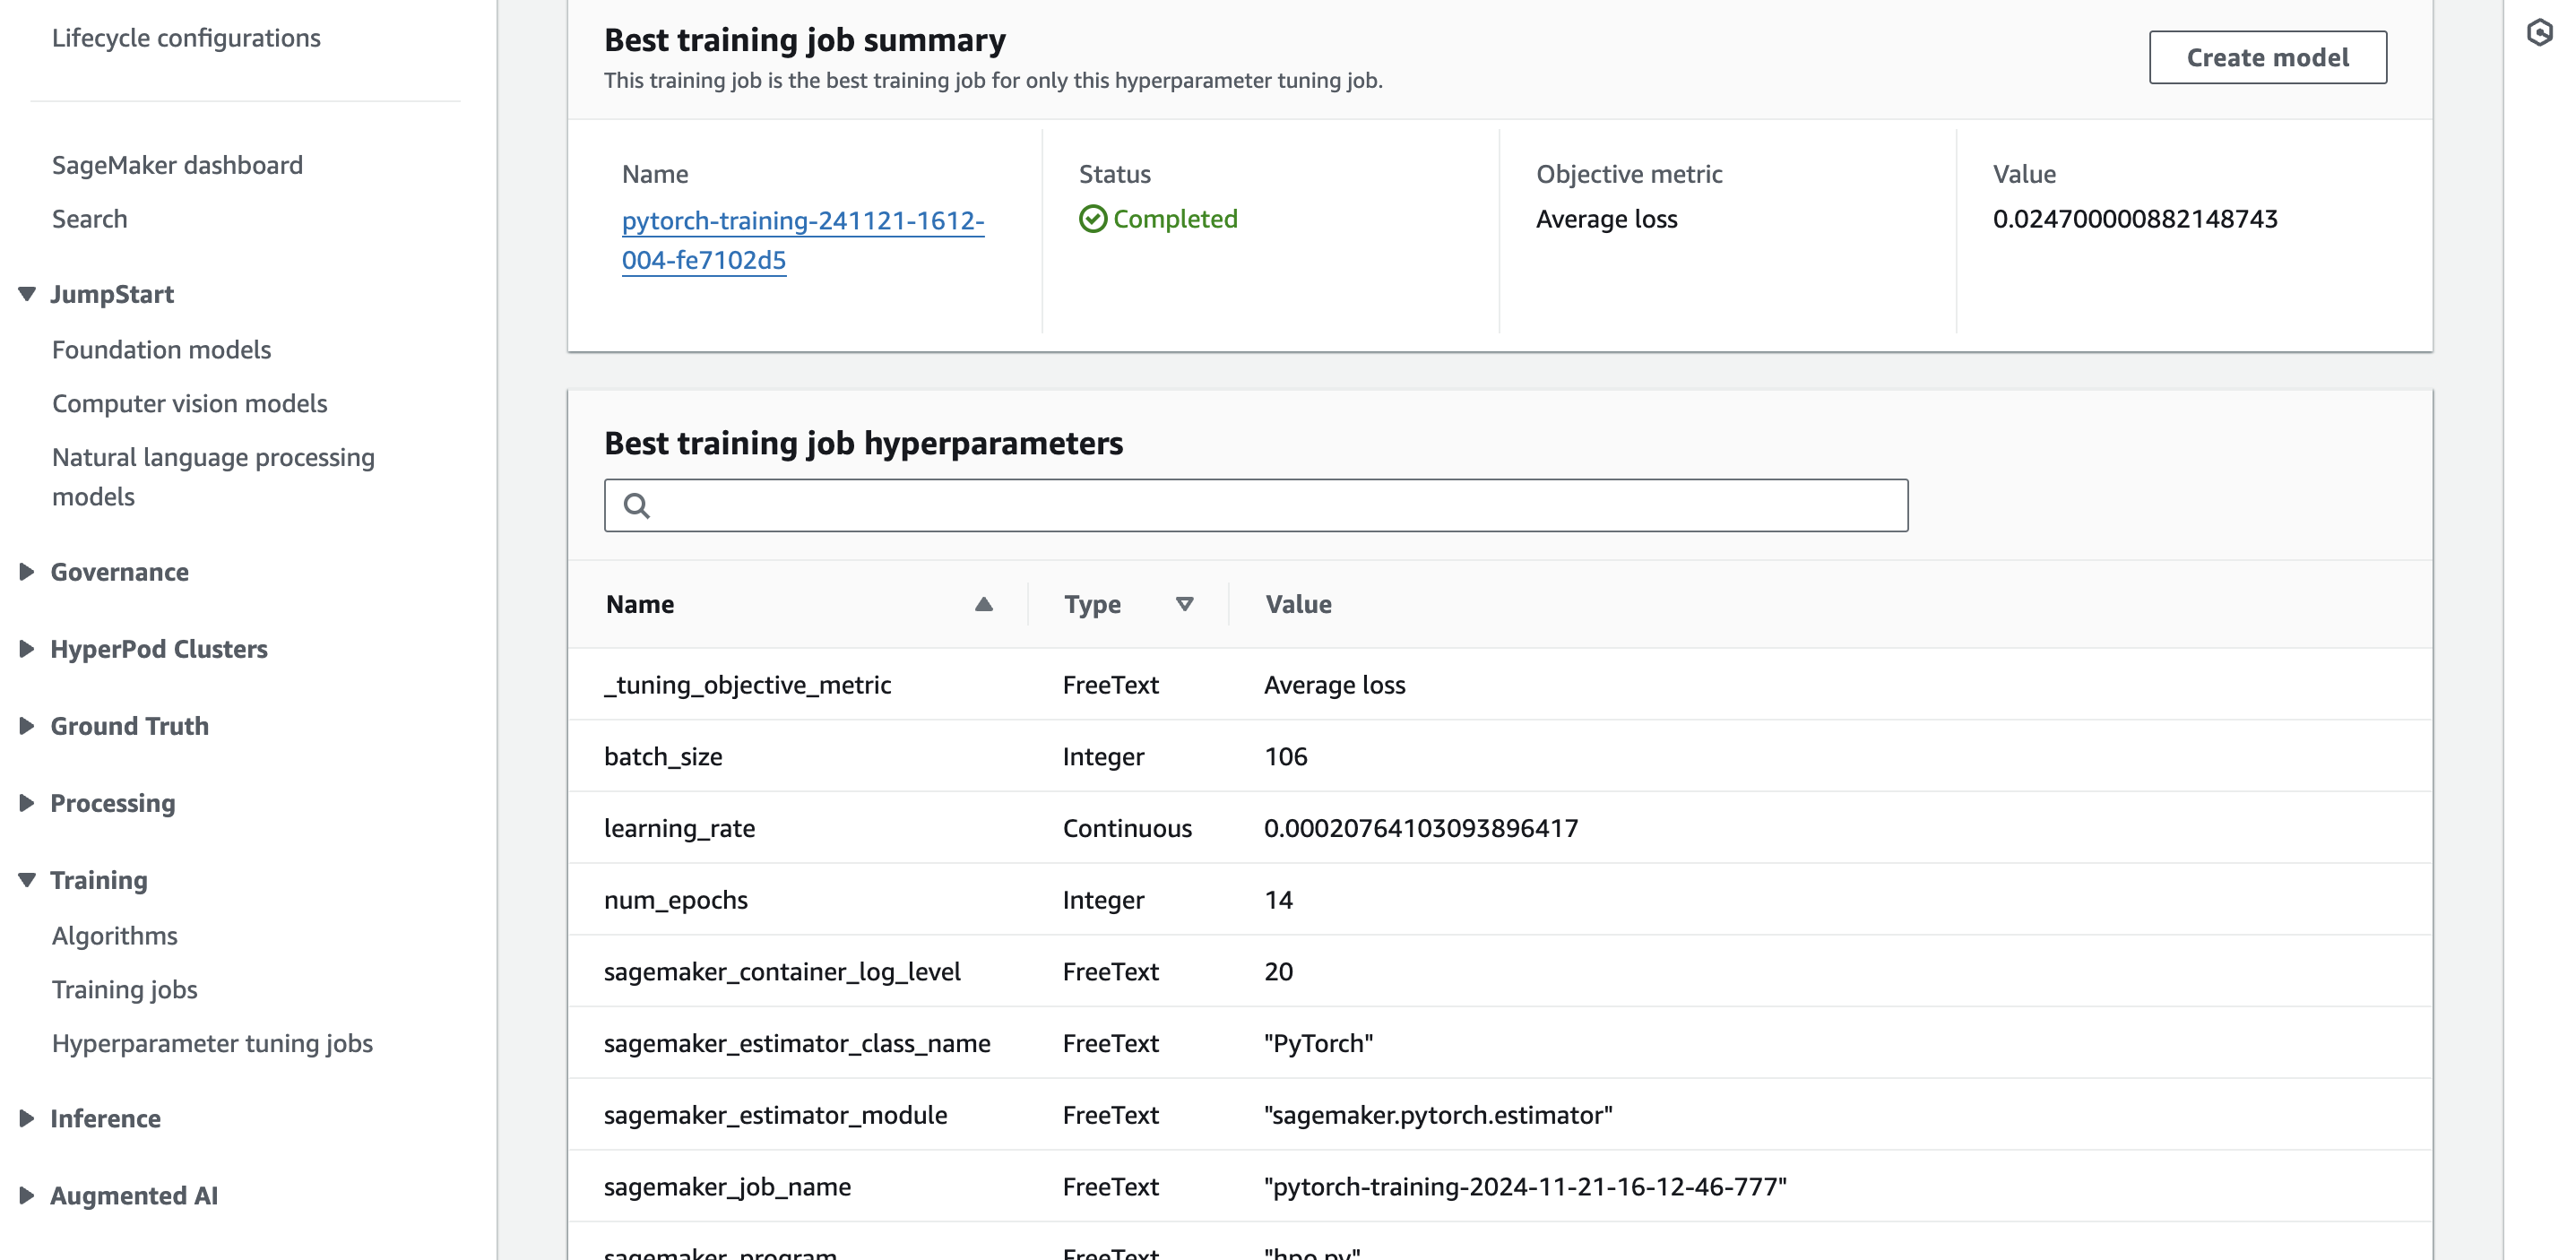 Lifecycle configurations
SageMaker dashboard
Search
JumpStart
Foundation models
Computer vision models
Natural language processing
models
Governance
HyperPod Clusters
Ground Truth
Processing
Training
Algorithms
Training jobs
Hyperparameter tuning jobs
Inference
Augmented AI
Best training job summary
This training job is the best training job for only this hyperparameter tuning job.
Create model
Name
pytorch-training-241121-1612-
004-fe7102d5
Status
Completed
Objective metric
Average loss
Value
0.024700000882148743
Best training job hyperparameters
Name Type Value
_tuning_objective_metric FreeText Average loss
batch_size Integer 106
learning_rate Continuous 0.00020764103093896417
num_epochs Integer 14
sagemaker_container_log_level FreeText 20
sagemaker_estimator_class_name FreeText "PyTorch"
sagemaker_estimator_module FreeText "sagemaker.pytorch.estimator"
sagemaker_job_name FreeText "pytorch-training-2024-11-21-16-12-46-777"
sagemaker_program FreeText "hpo.py"